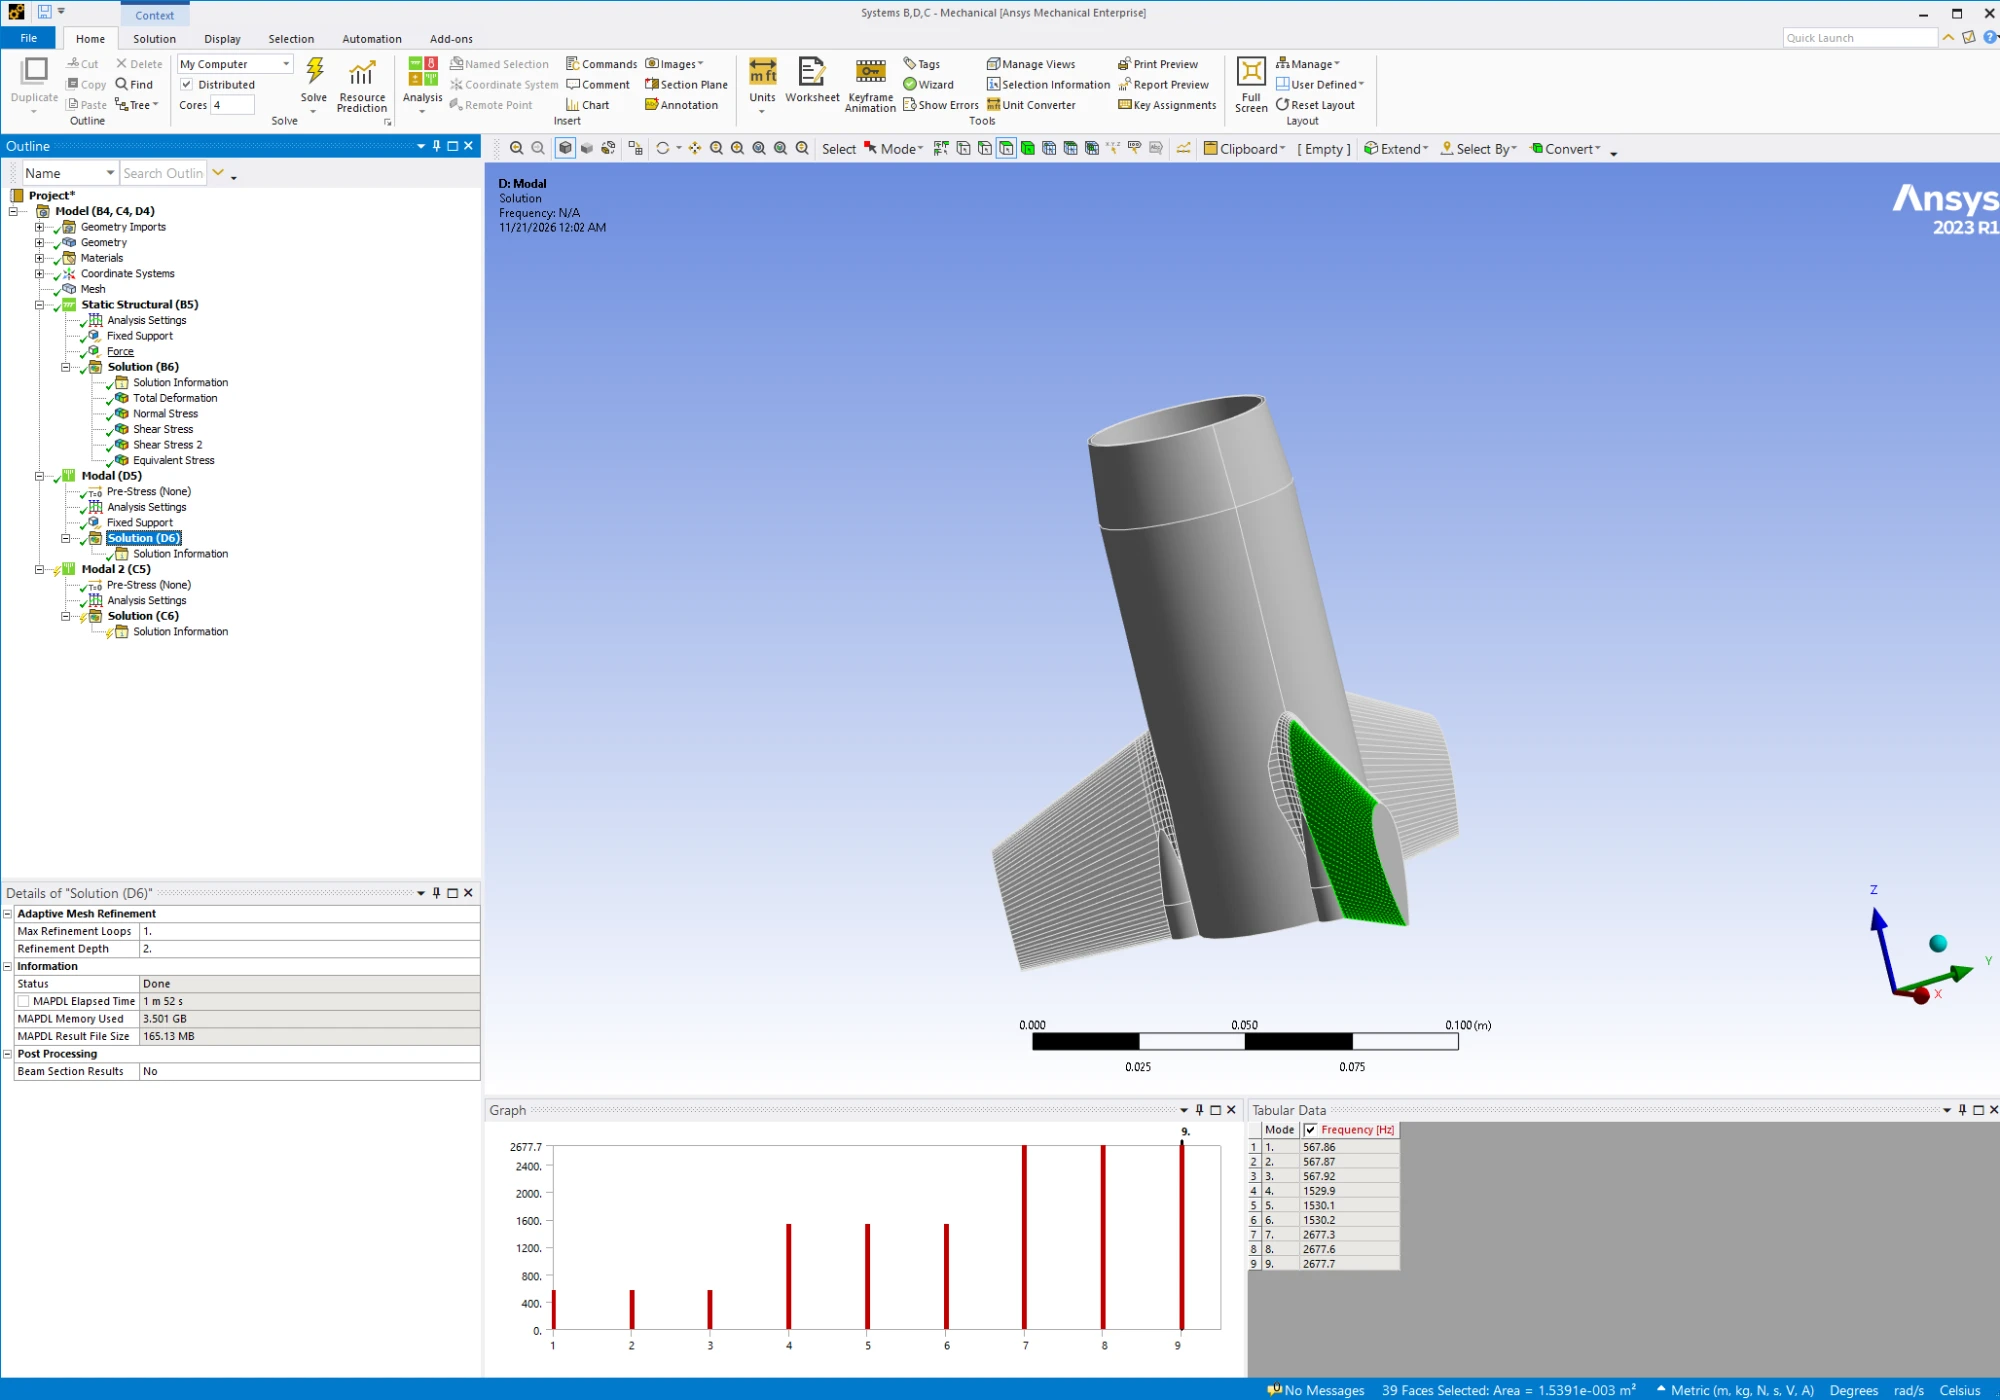 Context
Systems B,D,C - Mechanical [Ansys Mechanical Enterprise]
File Home Solution Display Selection Automation Add-ons
Quick Launch
Duplicate
Cut
Copy
Paste
Delete
Find
Tree
Outline
My Computer
Distributed
Cores 4
Solve
Resource Prediction
Solve
Analysis
Named Selection
Coordinate System
Remote Point
Commands
Comment
Chart
Images
Section Plane
Annotation
Insert
Units
Worksheet
Keyframe Animation
Tags
Wizard
Show Errors
Manage Views
Selection Information
Unit Converter
Print Preview
Report Preview
Key Assignments
Tools
Full Screen
Manage
User Defined
Reset Layout
Layout
Outline
Name Search Outlin
Select Mode Clipboard [ Empty ] Extend Select By Convert
Project*
Model (B4, C4, D4)
Geometry Imports
Geometry
Materials
Coordinate Systems
Mesh
Static Structural (B5)
Analysis Settings
Fixed Support
Force
Solution (B6)
Solution Information
Total Deformation
Normal Stress
Shear Stress
Shear Stress 2
Equivalent Stress
Modal (D5)
Pre-Stress (None)
Analysis Settings
Fixed Support
Solution (D6)
Solution Information
Modal 2 (C5)
Pre-Stress (None)
Analysis Settings
Solution (C6)
Solution Information
D: Modal
Solution
Frequency: N/A
11/21/2026 12:02 AM
Ansys
2023 R1
Z
Y
X
0.000 0.050 0.100 (m)
0.025 0.075
Details of "Solution (D6)"
Adaptive Mesh Refinement
Max Refinement Loops 1.
Refinement Depth 2.
Information
Status Done
MAPDL Elapsed Time 1 m 52 s
MAPDL Memory Used 3.501 GB
MAPDL Result File Size 165.13 MB
Post Processing
Beam Section Results No
Graph
9.
2677.7
2400.
2000.
1600.
1200.
800.
400.
0.
1 2 3 4 5 6 7 8 9
Tabular Data
Mode Frequency [Hz]
1 1. 567.86
2 2. 567.87
3 3. 567.92
4 4. 1529.9
5 5. 1530.1
6 6. 1530.2
7 7. 2677.3
8 8. 2677.6
9 9. 2677.7
No Messages 39 Faces Selected: Area = 1.5391e-003 m² Metric (m, kg, N, s, V, A) Degrees rad/s Celsius